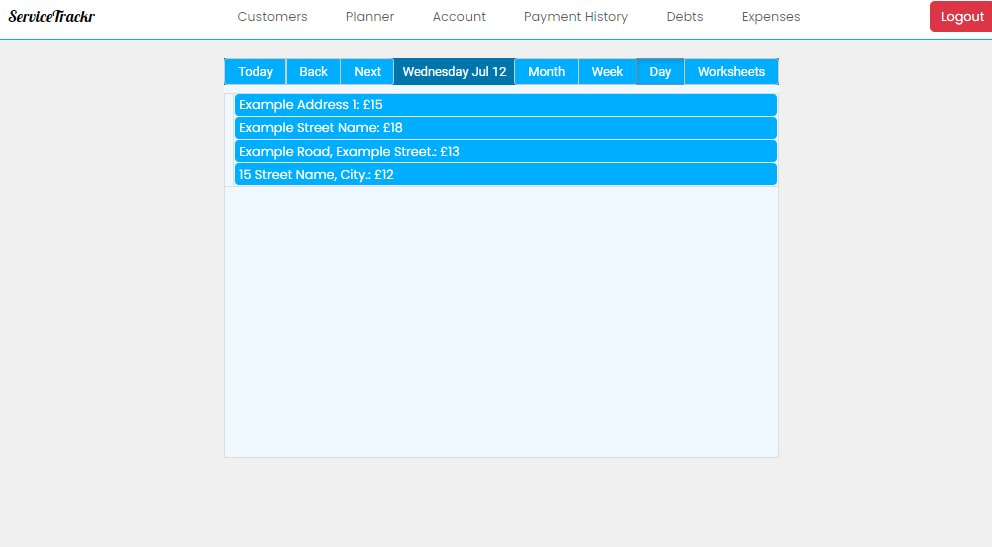 ServiceTrackr Customers Planner Account Payment History Debts Expenses Logout
Today Back Next Wednesday Jul 12 Month Week Day Worksheets
Example Address 1: £15
Example Street Name: £18
Example Road, Example Street.: £13
15 Street Name, City.: £12